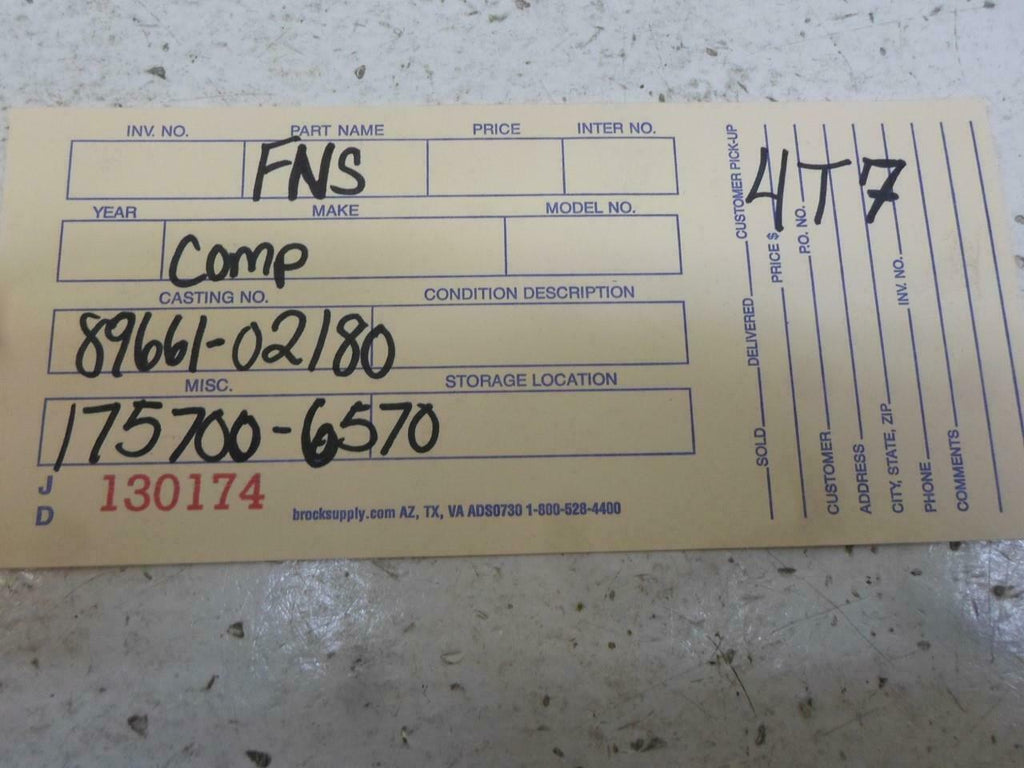 INV. NO. PART NAME PRICE INTER NO.
FNS
YEAR MAKE MODEL NO.
Comp
CASTING NO. CONDITION DESCRIPTION
89661-02180
MISC. STORAGE LOCATION
175700-6570
J
D
130174
brocksupply.com AZ, TX, VA ADS0730 1-800-528-4400
4T7
SOLD DELIVERED CUSTOMER PICK-UP
PRICE $
P.O. NO.
CUSTOMER
ADDRESS
CITY, STATE, ZIP
INV. NO.
PHONE
COMMENTS